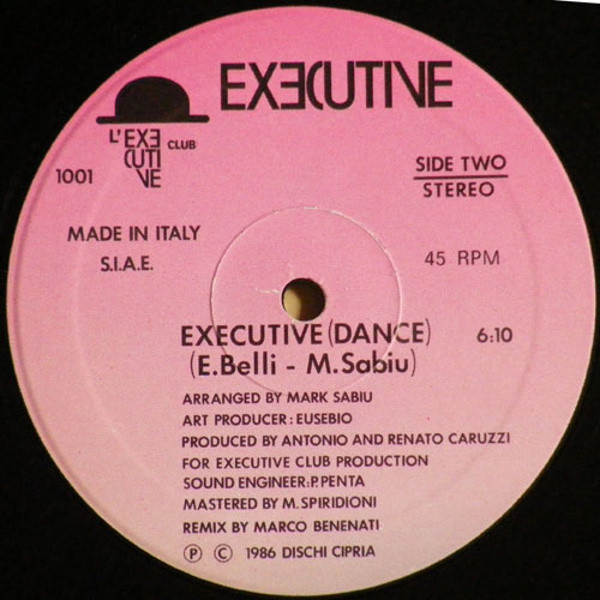 EXECUTIVE
L'EXE
CUTI
VE
CLUB
1001
SIDE TWO
STEREO
MADE IN ITALY
S.I.A.E.
45 RPM
EXECUTIVE (DANCE) 6:10
(E. Belli - M. Sabiu)
ARRANGED BY MARK SABIU
ART PRODUCER: EUSEBIO
PRODUCED BY ANTONIO AND RENATO CARUZZI
FOR EXECUTIVE CLUB PRODUCTION
SOUND ENGINEER: P. PENTA
MASTERED BY M. SPIRIDIONI
REMIX BY MARCO BENENATI
Ⓟ © 1986 DISCHI CIPRIA